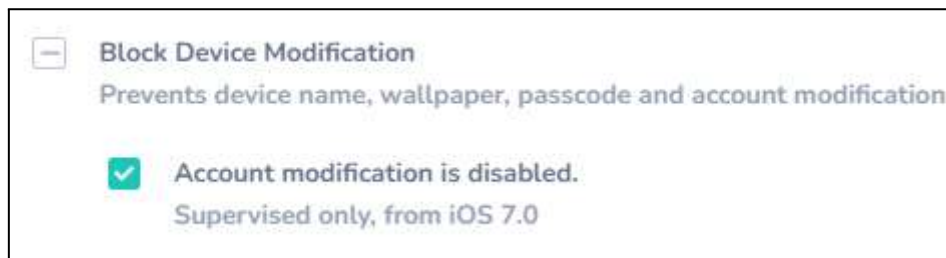 Block Device Modification
Prevents device name, wallpaper, passcode and account modification
Account modification is disabled.
Supervised only, from iOS 7.0